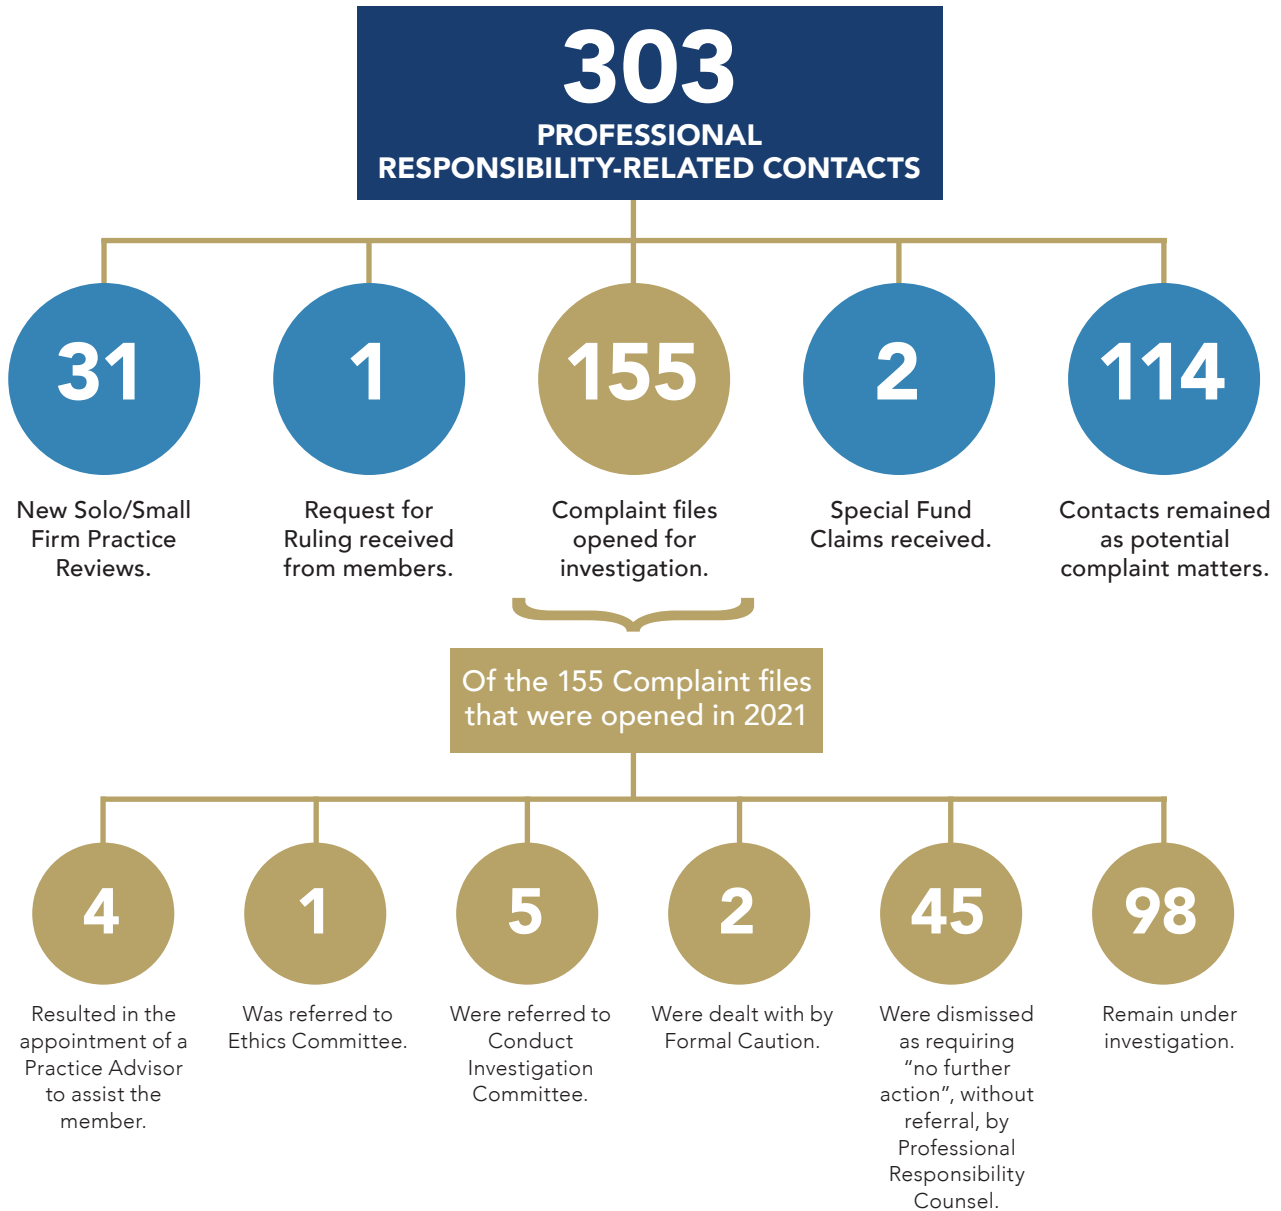 303
PROFESSIONAL
RESPONSIBILITY-RELATED CONTACTS
31
New Solo/Small
Firm Practice
Reviews.
1
Request for
Ruling received
from members.
155
Complaint files
opened for
investigation.
2
Special Fund
Claims received.
114
Contacts remained
as potential
complaint matters.
Of the 155 Complaint files
that were opened in 2021
4
Resulted in the
appointment of a
Practice Advisor
to assist the
member.
1
Was referred to
Ethics Committee.
5
Were referred to
Conduct
Investigation
Committee.
2
Were dealt with by
Formal Caution.
45
Were dismissed
as requiring
“no further
action”, without
referral, by
Professional
Responsibility
Counsel.
98
Remain under
investigation.